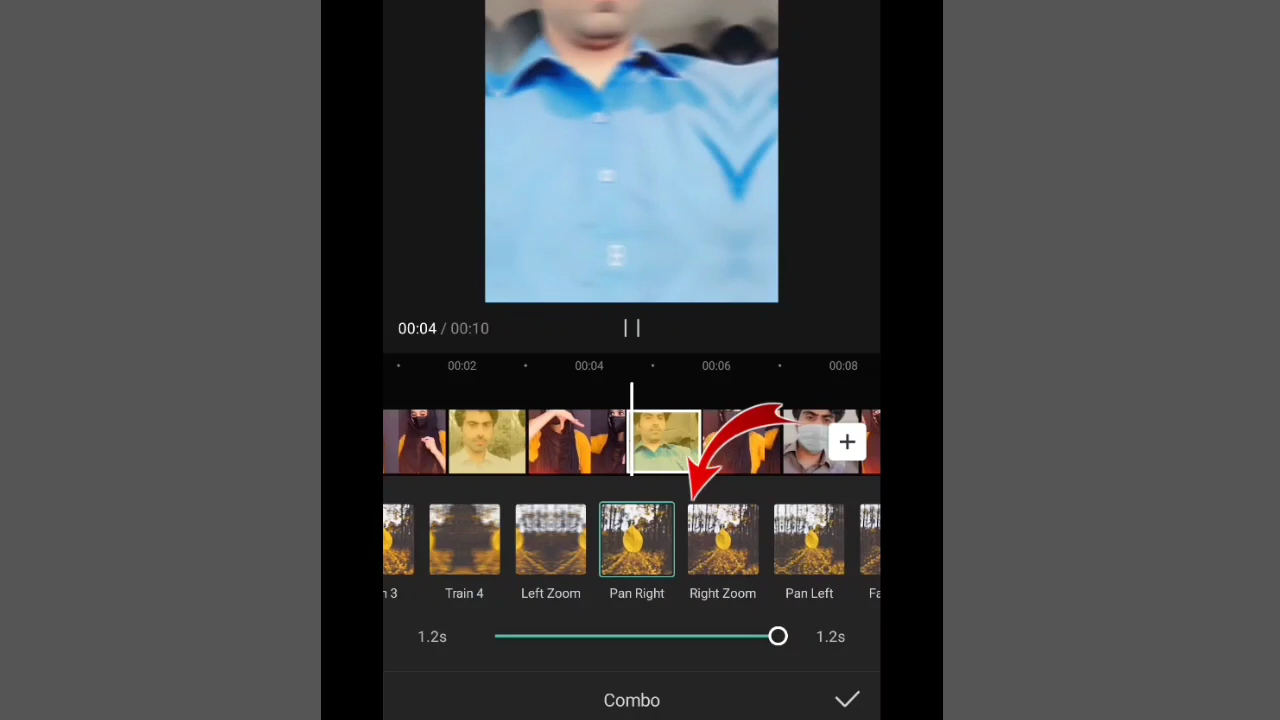 00:04 / 00:10
00:02 00:04 00:06 00:08
n 3 Train 4 Left Zoom Pan Right Right Zoom Pan Left Fa
1.2s 1.2s
Combo